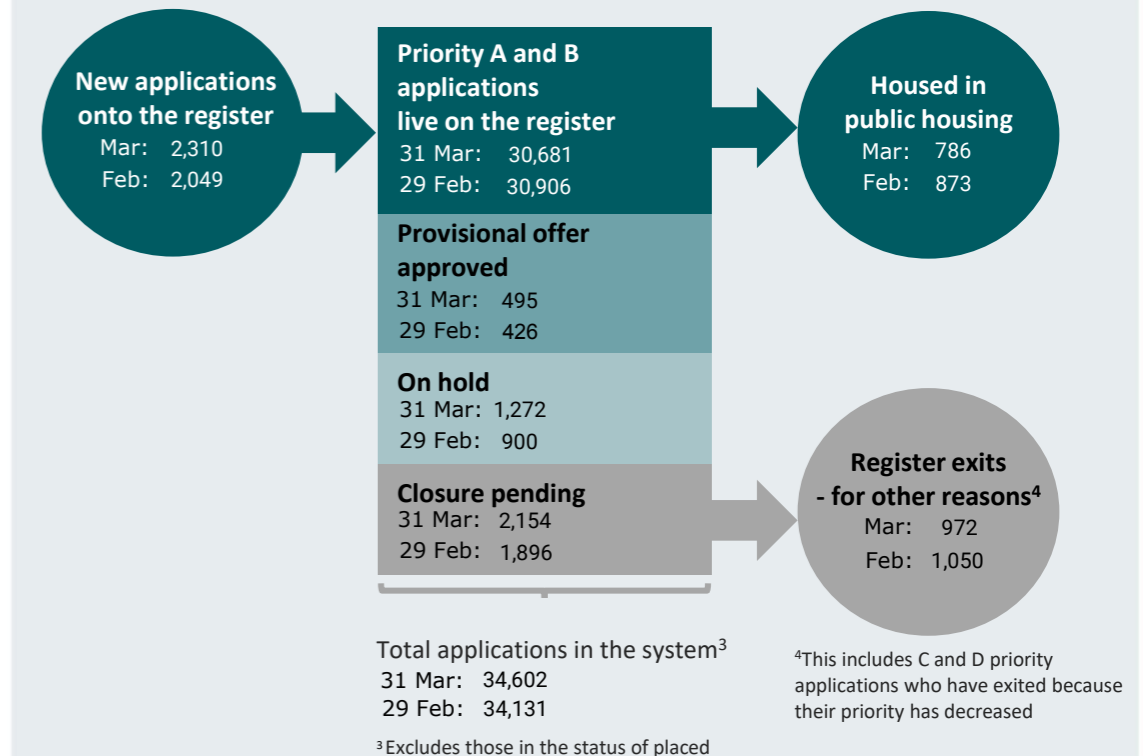 New applications
onto the register
Mar: 2,310
Feb: 2,049
Priority A and B
applications
live on the register
31 Mar: 30,681
29 Feb: 30,906
Housed in
public housing
Mar: 786
Feb: 873
Provisional offer
approved
31 Mar: 495
29 Feb: 426
On hold
31 Mar: 1,272
29 Feb: 900
Closure pending
31 Mar: 2,154
29 Feb: 1,896
Register exits
- for other reasons⁴
Mar: 972
Feb: 1,050
Total applications in the system³
31 Mar: 34,602
29 Feb: 34,131
³ Excludes those in the status of placed
⁴This includes C and D priority
applications who have exited because
their priority has decreased